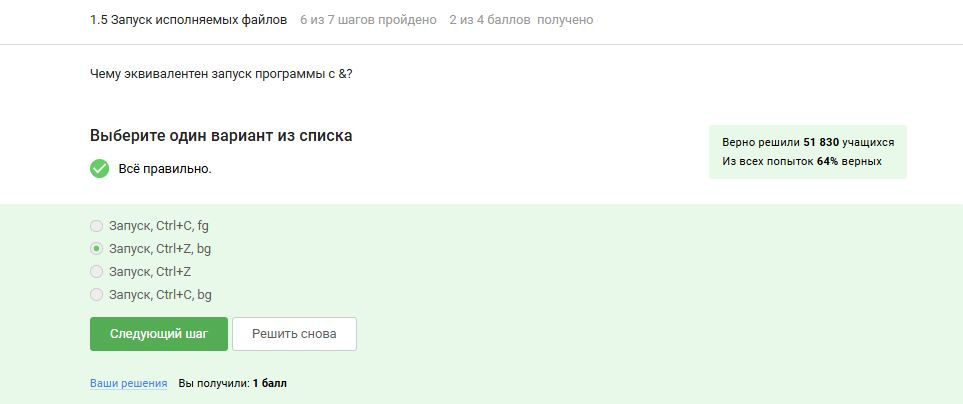 1.5 Запуск исполняемых файлов 6 из 7 шагов пройдено 2 из 4 баллов получено
Чему эквивалентен запуск программы с &?
Выберите один вариант из списка
Всё правильно.
Верно решили 51 830 учащихся
Из всех попыток 64% верных
Запуск, Ctrl+C, fg
Запуск, Ctrl+Z, bg
Запуск, Ctrl+Z
Запуск, Ctrl+C, bg
Следующий шаг Решить снова
Ваши решения Вы получили: 1 балл